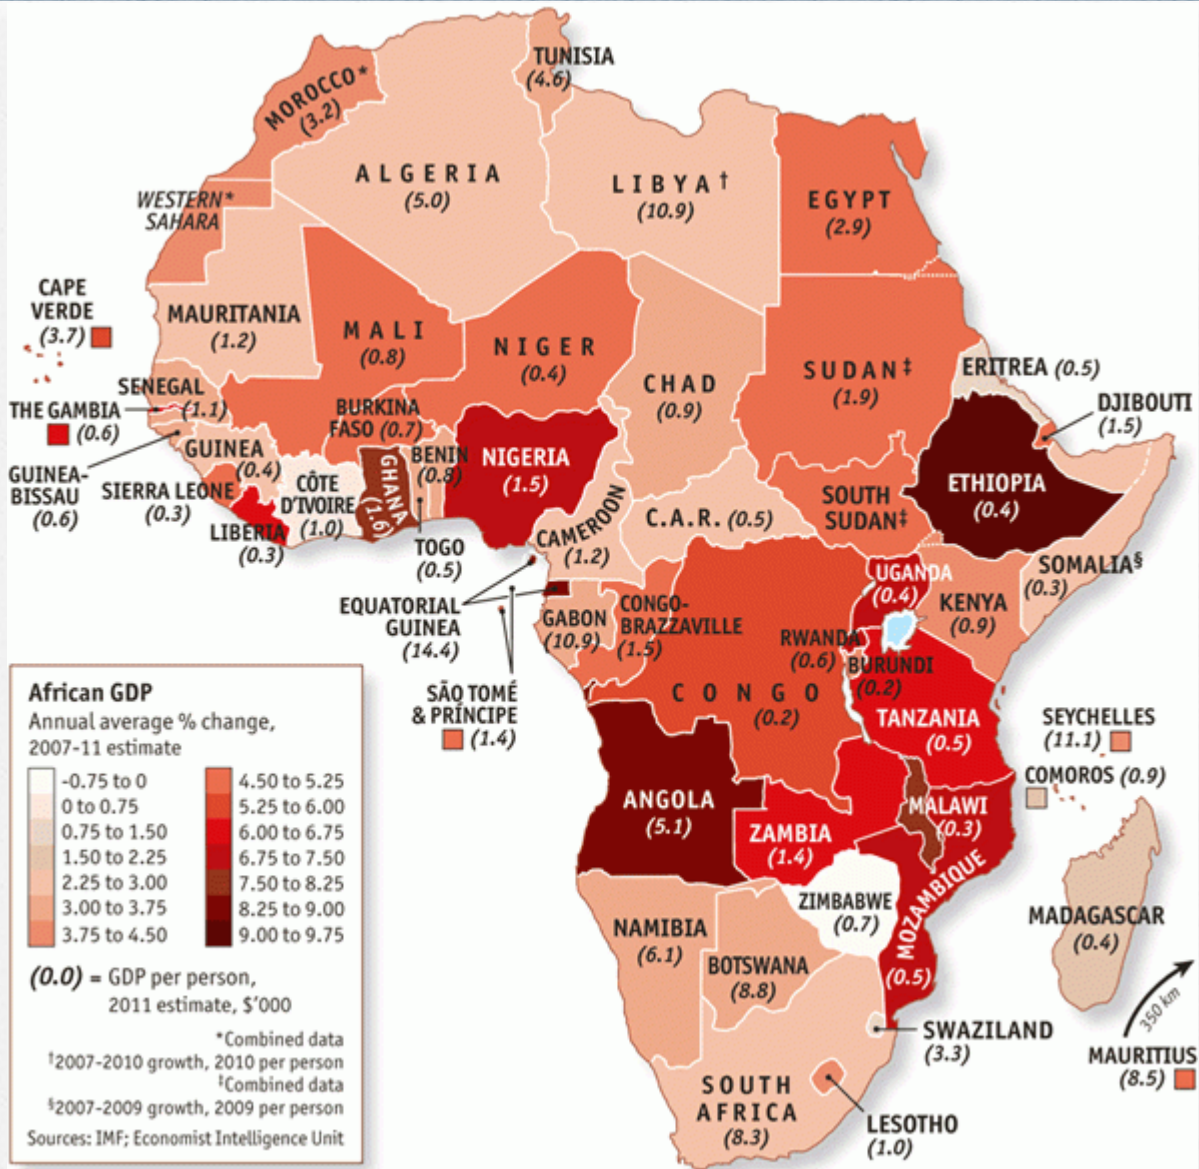 TUNISIA
(4.6)
MOROCCO*
(3.2)
ALGERIA
(5.0)
LIBYA†
(10.9)
EGYPT
(2.9)
WESTERN*
SAHARA
CAPE
VERDE
(3.7)
MAURITANIA
(1.2)
MALI
(0.8)
NIGER
(0.4)
CHAD
(0.9)
SUDAN‡
(1.9)
ERITREA (0.5)
DJIBOUTI
(1.5)
SENEGAL
(1.1)
THE GAMBIA
(0.6)
BURKINA
FASO (0.7)
GUINEA
(0.4)
GUINEA-
BISSAU
(0.6)
SIERRA LEONE
(0.3)
LIBERIA
(0.3)
CÔTE
D'IVOIRE
(1.0)
GHANA
(1.6)
BENIN
(0.8)
TOGO
(0.5)
NIGERIA
(1.5)
CAMEROON
(1.2)
C.A.R. (0.5)
SOUTH
SUDAN‡
ETHIOPIA
(0.4)
SOMALIA§
(0.3)
UGANDA
(0.4)
KENYA
(0.9)
EQUATORIAL
GUINEA
(14.4)
GABON
(10.9)
CONGO-
BRAZZAVILLE
(1.5)
RWANDA
(0.6)
BURUNDI
(0.2)
SÃO TOMÉ
& PRÍNCIPE
(1.4)
CONGO
(0.2)
TANZANIA
(0.5)
SEYCHELLES
(11.1)
COMOROS (0.9)
ANGOLA
(5.1)
ZAMBIA
(1.4)
MALAWI
(0.3)
MOZAMBIQUE
(0.5)
ZIMBABWE
(0.7)
MADAGASCAR
(0.4)
NAMIBIA
(6.1)
BOTSWANA
(8.8)
350 km
MAURITIUS
(8.5)
SWAZILAND
(3.3)
SOUTH
AFRICA
(8.3)
LESOTHO
(1.0)
African GDP
Annual average % change,
2007-11 estimate
-0.75 to 0
0 to 0.75
0.75 to 1.50
1.50 to 2.25
2.25 to 3.00
3.00 to 3.75
3.75 to 4.50
4.50 to 5.25
5.25 to 6.00
6.00 to 6.75
6.75 to 7.50
7.50 to 8.25
8.25 to 9.00
9.00 to 9.75
(0.0) = GDP per person,
2011 estimate, $'000
*Combined data
†2007-2010 growth, 2010 per person
‡Combined data
§2007-2009 growth, 2009 per person
Sources: IMF; Economist Intelligence Unit